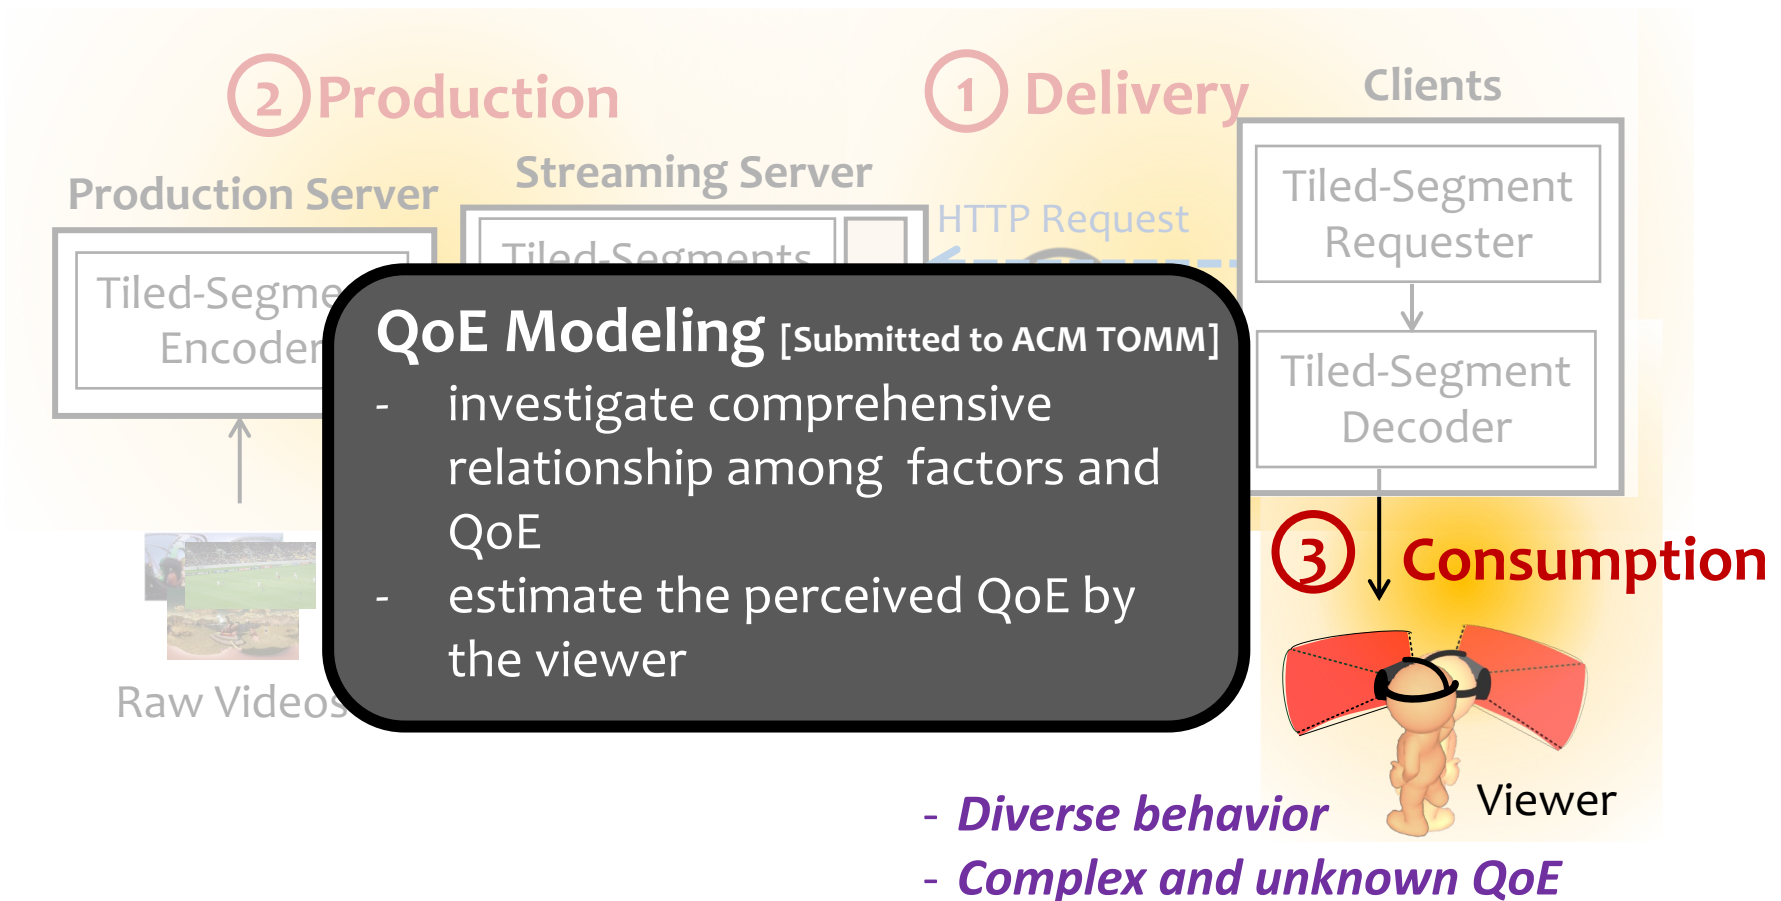 2 Production
1 Delivery
Clients
Production Server
Streaming Server
HTTP Request
Tiled-Segment
Requester
Tiled-Segments
Tiled-Segme
Encoder
Tiled-Segment
Decoder
QoE Modeling [Submitted to ACM TOMM]
- investigate comprehensive
relationship among factors and
QoE
- estimate the perceived QoE by
the viewer
3 Consumption
Raw Videos
Viewer
- Diverse behavior
- Complex and unknown QoE